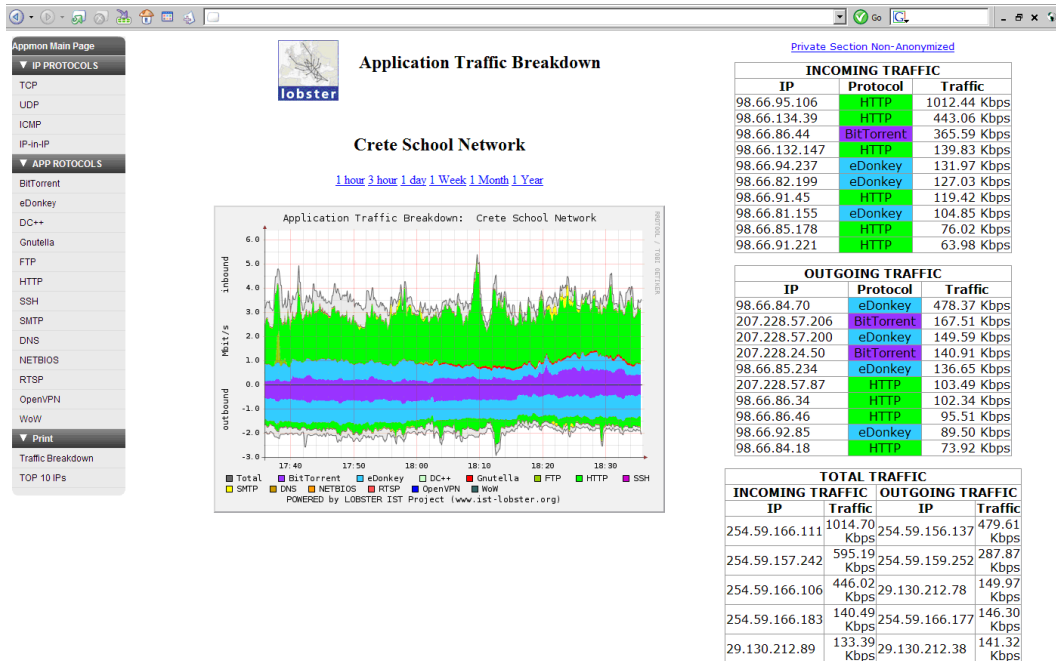 Go
Appmon Main Page
▼ IP PROTOCOLS
TCP
UDP
ICMP
IP-in-IP
▼ APP ROTOCOLS
BitTorrent
eDonkey
DC++
Gnutella
FTP
HTTP
SSH
SMTP
DNS
NETBIOS
RTSP
OpenVPN
WoW
▼ Print
Traffic Breakdown
TOP 10 IPs
lobster
Application Traffic Breakdown
Crete School Network
1 hour 3 hour 1 day 1 Week 1 Month 1 Year
Application Traffic Breakdown: Crete School Network
RRDTOOL / TOBI OETIKER
inbound
Mbit/s
outbound
6.0
5.0
4.0
3.0
2.0
1.0
0.0
-1.0
-2.0
-3.0
17:40 17:50 18:00 18:10 18:20 18:30
Total BitTorrent eDonkey DC++ Gnutella FTP HTTP SSH
SMTP DNS NETBIOS RTSP OpenVPN WoW
POWERED by LOBSTER IST Project (www.ist-lobster.org)
Private Section Non-Anonymized
INCOMING TRAFFIC
IP Protocol Traffic
98.66.95.106 HTTP 1012.44 Kbps
98.66.134.39 HTTP 443.06 Kbps
98.66.86.44 BitTorrent 365.59 Kbps
98.66.132.147 HTTP 139.83 Kbps
98.66.94.237 eDonkey 131.97 Kbps
98.66.82.199 eDonkey 127.03 Kbps
98.66.91.45 HTTP 119.42 Kbps
98.66.81.155 eDonkey 104.85 Kbps
98.66.85.178 HTTP 76.02 Kbps
98.66.91.221 HTTP 63.98 Kbps
OUTGOING TRAFFIC
IP Protocol Traffic
98.66.84.70 eDonkey 478.37 Kbps
207.228.57.206 BitTorrent 167.51 Kbps
207.228.57.200 eDonkey 149.59 Kbps
207.228.24.50 BitTorrent 140.91 Kbps
98.66.85.234 eDonkey 136.65 Kbps
207.228.57.87 HTTP 103.49 Kbps
98.66.86.34 HTTP 102.34 Kbps
98.66.86.46 HTTP 95.51 Kbps
98.66.92.85 eDonkey 89.50 Kbps
98.66.84.18 HTTP 73.92 Kbps
TOTAL TRAFFIC
INCOMING TRAFFIC OUTGOING TRAFFIC
IP Traffic IP Traffic
254.59.166.111 1014.70 Kbps 254.59.156.137 479.61 Kbps
254.59.157.242 595.19 Kbps 254.59.159.252 287.87 Kbps
254.59.166.106 446.02 Kbps 29.130.212.78 149.97 Kbps
254.59.166.183 140.49 Kbps 254.59.166.177 146.30 Kbps
29.130.212.89 133.39 Kbps 29.130.212.38 141.32 Kbps